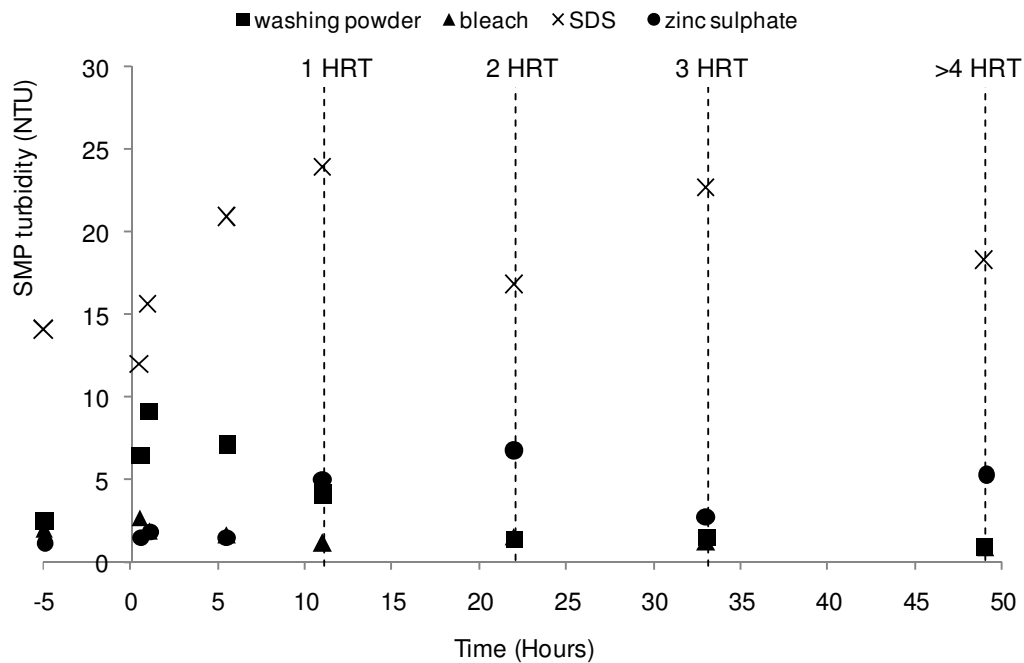 washing powder bleach SDS zinc sulphate
1 HRT 2 HRT 3 HRT >4 HRT
30
25
20
15
10
5
0
SMP turbidity (NTU)
-5 0 5 10 15 20 25 30 35 40 45 50
Time (Hours)